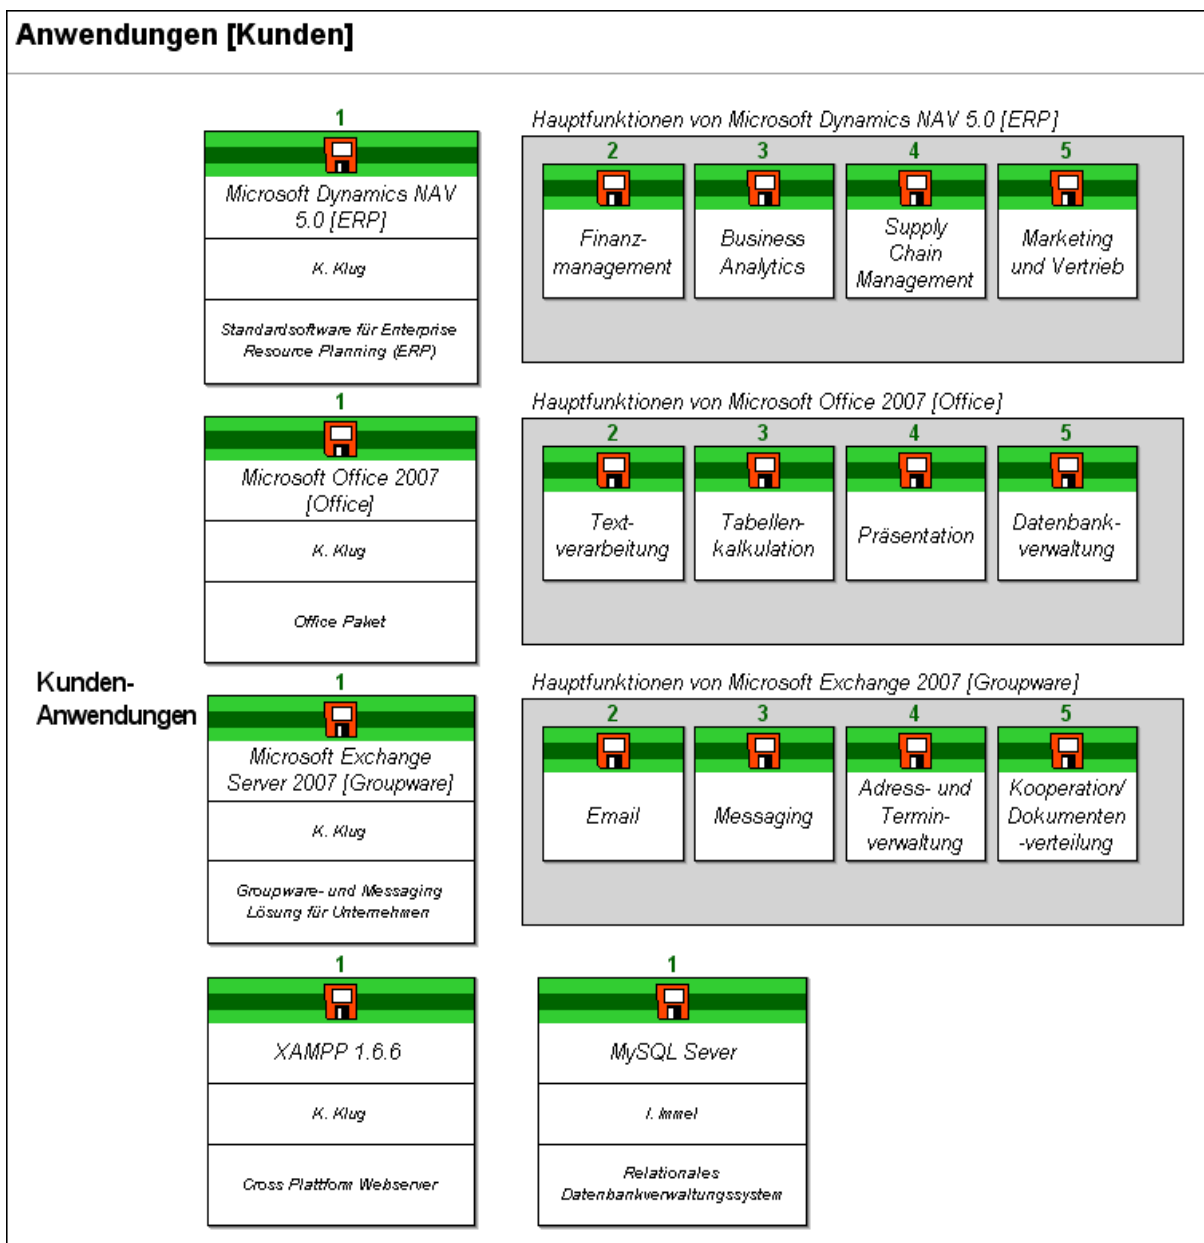 Anwendungen [Kunden]
1
Microsoft Dynamics NAV
5.0 [ERP]
K. Klug
Standardsoftware für Enterprise
Resource Planning (ERP)
Hauptfunktionen von Microsoft Dynamics NAV 5.0 [ERP]
2
Finanz-
management
3
Business
Analytics
4
Supply
Chain
Management
5
Marketing
und Vertrieb
1
Microsoft Office 2007
[Office]
K. Klug
Office Paket
Hauptfunktionen von Microsoft Office 2007 [Office]
2
Text-
verarbeitung
3
Tabellen-
kalkulation
4
Präsentation
5
Datenbank-
verwaltung
Kunden-
Anwendungen
1
Microsoft Exchange
Server 2007 [Groupware]
K. Klug
Groupware- und Messaging
Lösung für Unternehmen
Hauptfunktionen von Microsoft Exchange 2007 [Groupware]
2
Email
3
Messaging
4
Adress- und
Termin-
verwaltung
5
Kooperation/
Dokumenten
-verteilung
1
XAMPP 1.6.6
K. Klug
Cross Plattform Webserver
1
MySQL Sever
I. Immel
Relationales
Datenbankverwaltungssystem